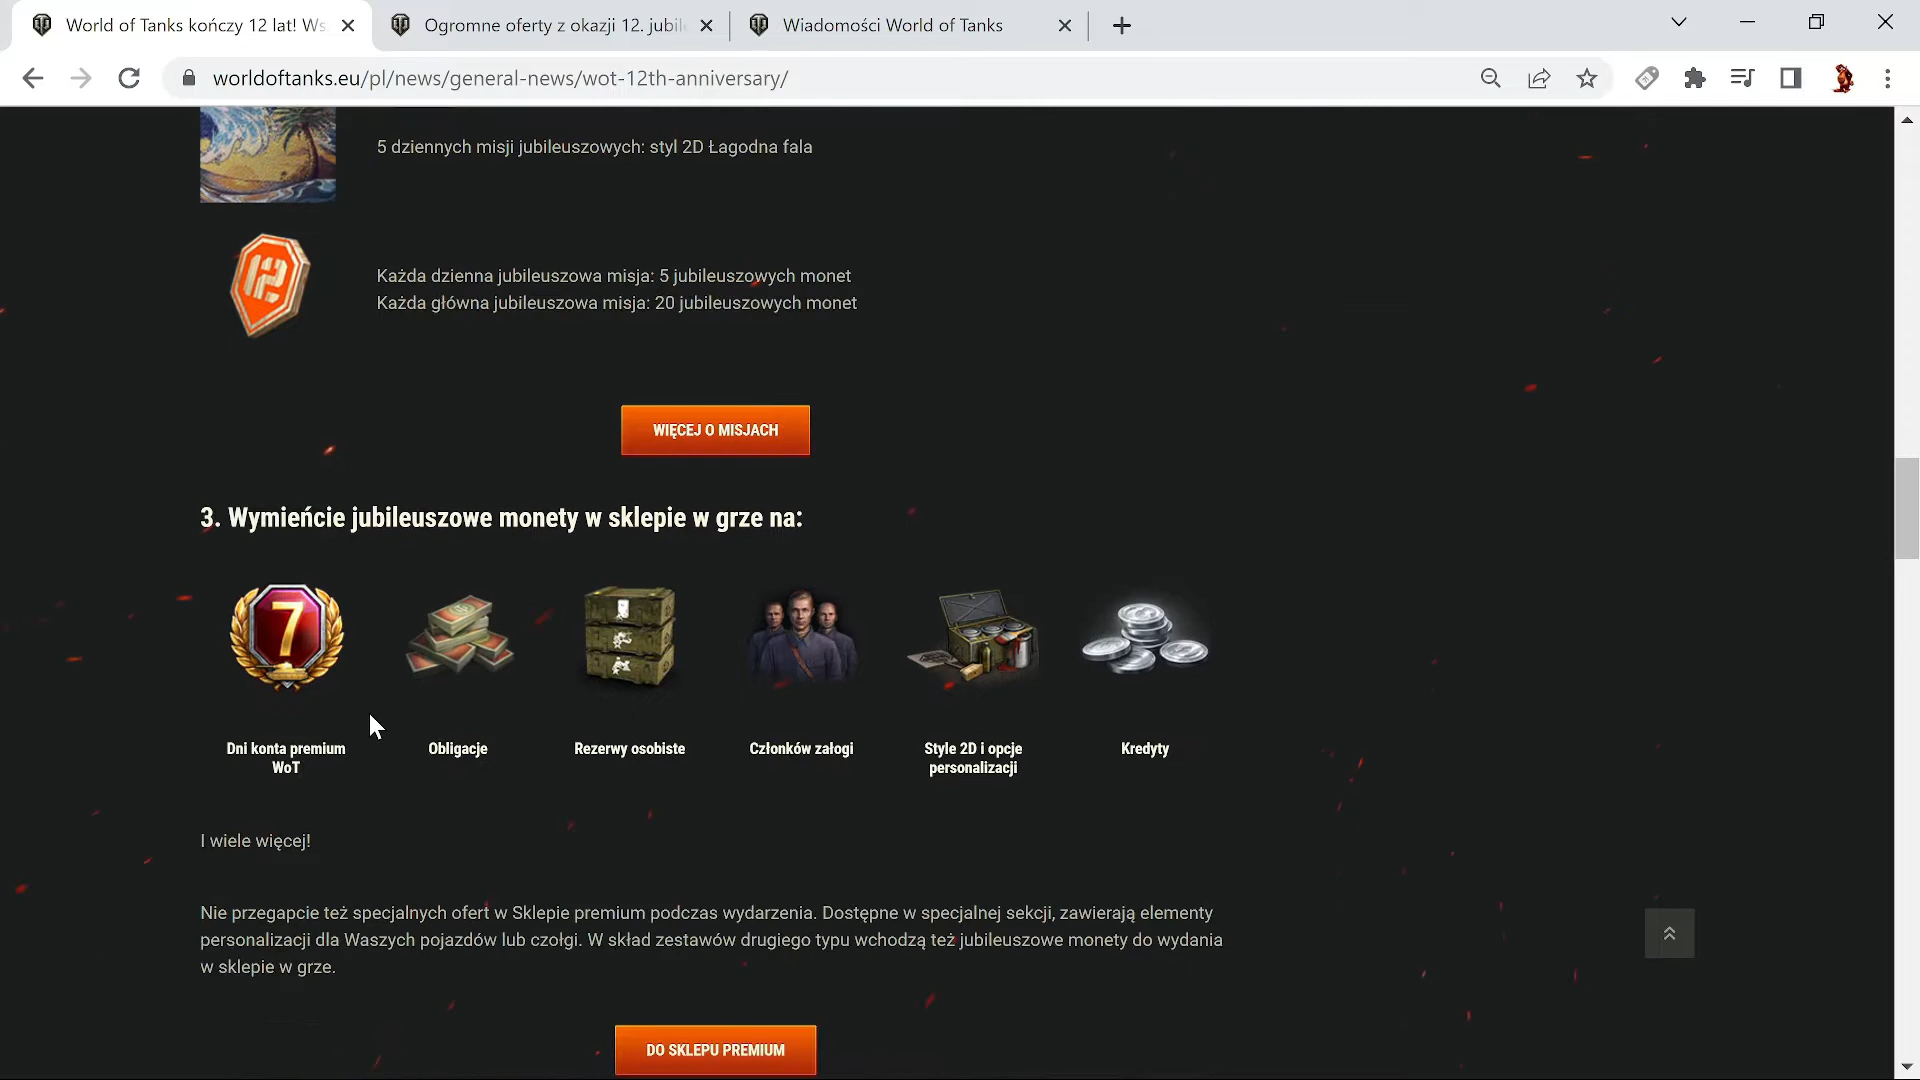 World of Tanks kończy 12 lat! Ws
Ogromne oferty z okazji 12. jubil
Wiadomości World of Tanks
worldoftanks.eu/pl/news/general-news/wot-12th-anniversary/
5 dziennych misji jubileuszowych: styl 2D Łagodna fala
12
Każda dzienna jubileuszowa misja: 5 jubileuszowych monet
Każda główna jubileuszowa misja: 20 jubileuszowych monet
WIĘCEJ O MISJACH
3. Wymieńcie jubileuszowe monety w sklepie w grze na:
7
Dni konta premium
WoT
Obligacje
Rezerwy osobiste
Członków załogi
Style 2D i opcje
personalizacji
Kredyty
I wiele więcej!
Nie przegapcie też specjalnych ofert w Sklepie premium podczas wydarzenia. Dostępne w specjalnej sekcji, zawierają elementy
personalizacji dla Waszych pojazdów lub czołgi. W skład zestawów drugiego typu wchodzą też jubileuszowe monety do wydania
w sklepie w grze.
DO SKLEPU PREMIUM